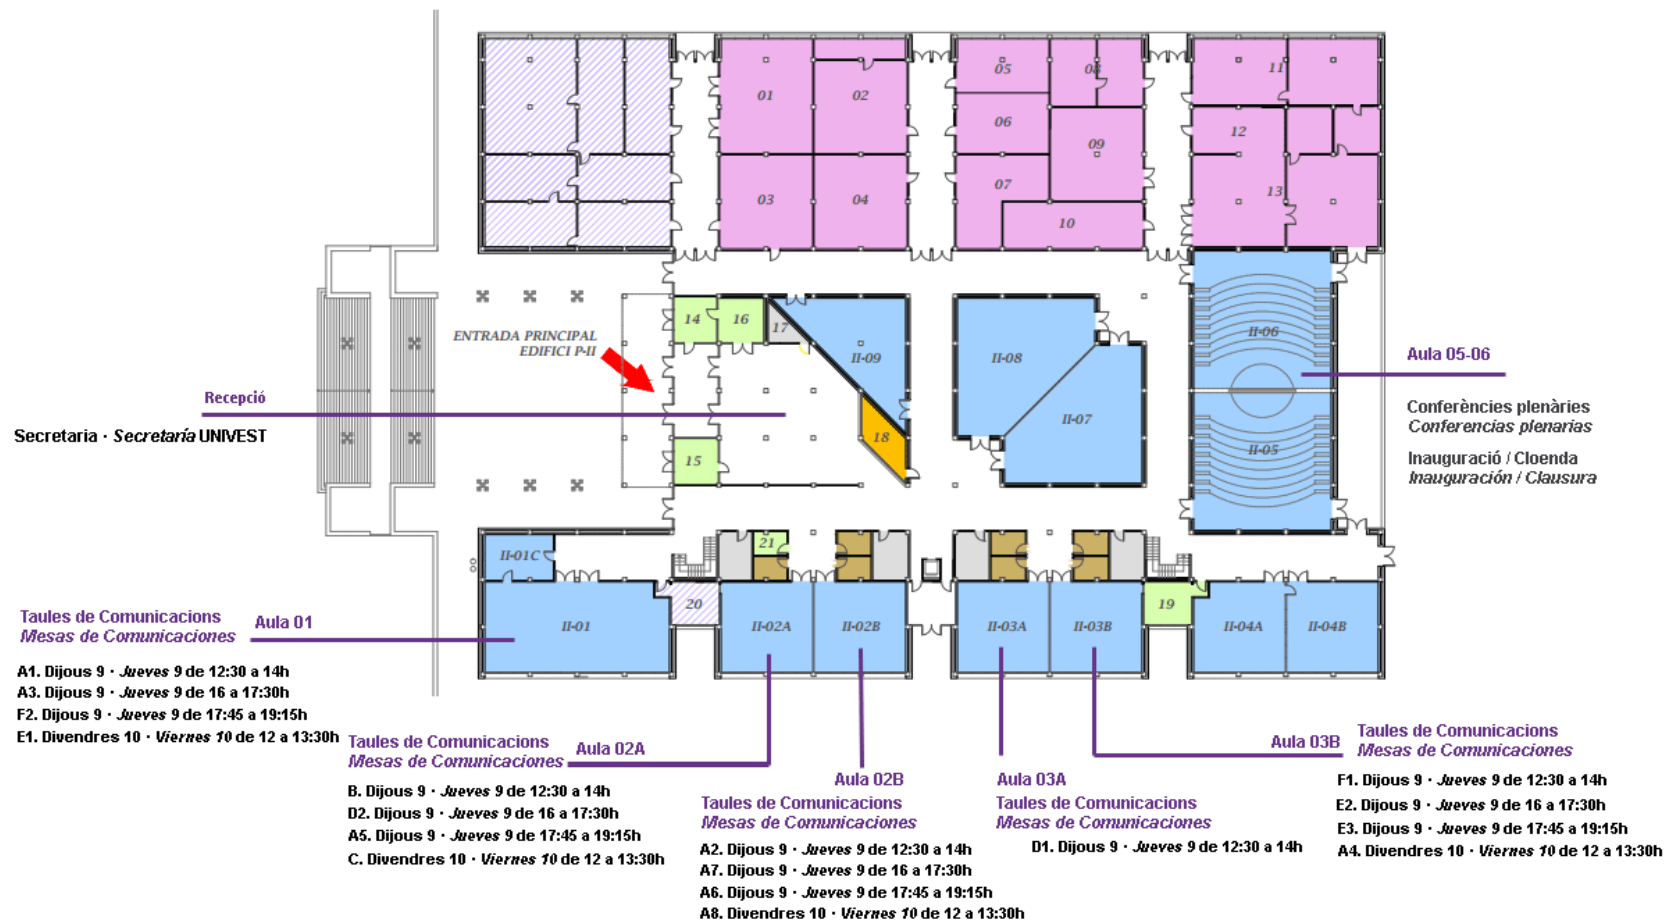 01
02
03
04
05
06
07
08
09
10
11
12
13
ENTRADA PRINCIPAL
EDIFICI P-II
14
16
17
15
18
II-09
II-08
II-07
II-06
II-05
Recepció
Secretaria · Secretaría UNIVEST
Aula 05-06
Conferències plenàries
Conferencias plenarias
Inauguració / Cloenda
Inauguración / Clausura
II-01C
21
20
19
II-01
II-02A
II-02B
II-03A
II-03B
II-04A
II-04B
Taules de Comunicacions
Mesas de Comunicaciones
Aula 01
A1. Dijous 9 · Jueves 9 de 12:30 a 14h
A3. Dijous 9 · Jueves 9 de 16 a 17:30h
F2. Dijous 9 · Jueves 9 de 17:45 a 19:15h
E1. Divendres 10 · Viernes 10 de 12 a 13:30h
Taules de Comunicacions
Mesas de Comunicaciones
Aula 02A
B. Dijous 9 · Jueves 9 de 12:30 a 14h
D2. Dijous 9 · Jueves 9 de 16 a 17:30h
A5. Dijous 9 · Jueves 9 de 17:45 a 19:15h
C. Divendres 10 · Viernes 10 de 12 a 13:30h
Aula 02B
Taules de Comunicacions
Mesas de Comunicaciones
A2. Dijous 9 · Jueves 9 de 12:30 a 14h
A7. Dijous 9 · Jueves 9 de 16 a 17:30h
A6. Dijous 9 · Jueves 9 de 17:45 a 19:15h
A8. Divendres 10 · Viernes 10 de 12 a 13:30h
Aula 03A
Taules de Comunicacions
Mesas de Comunicaciones
D1. Dijous 9 · Jueves 9 de 12:30 a 14h
Aula 03B
Taules de Comunicacions
Mesas de Comunicaciones
F1. Dijous 9 · Jueves 9 de 12:30 a 14h
E2. Dijous 9 · Jueves 9 de 16 a 17:30h
E3. Dijous 9 · Jueves 9 de 17:45 a 19:15h
A4. Divendres 10 · Viernes 10 de 12 a 13:30h